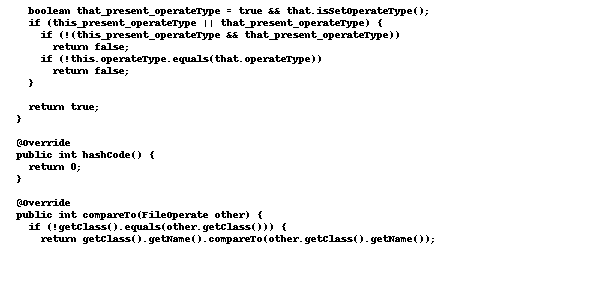 boolean that_present_operateType = true && that.isSetOperateType();
if (this_present_operateType || that_present_operateType) {
if (!(this_present_operateType && that_present_operateType))
return false;
if (!this.operateType.equals(that.operateType))
return false;
}
return true;
}
@Override
public int hashCode() {
return 0;
}
@Override
public int compareTo(FileOperate other) {
if (!getClass().equals(other.getClass())) {
return getClass().getName().compareTo(other.getClass().getName());